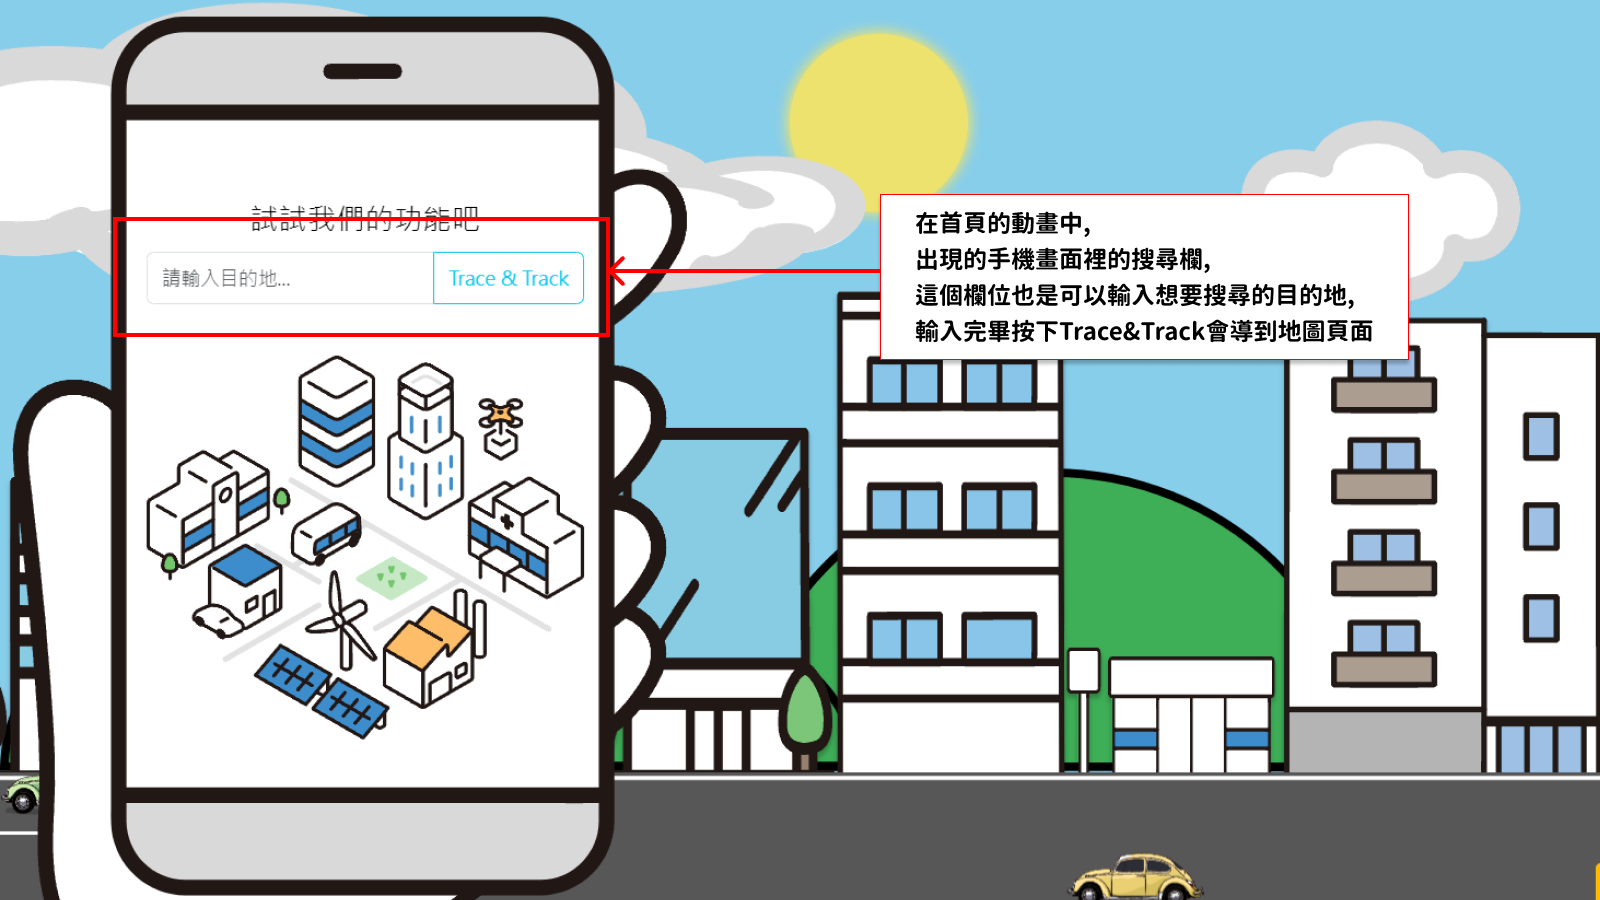 試試我們的功能吧
請輸入目的地...
Trace & Track
在首頁的動畫中,
出現的手機畫面裡的搜尋欄,
這個欄位也是可以輸入想要搜尋的目的地,
輸入完畢按下Trace&Track會導到地圖頁面